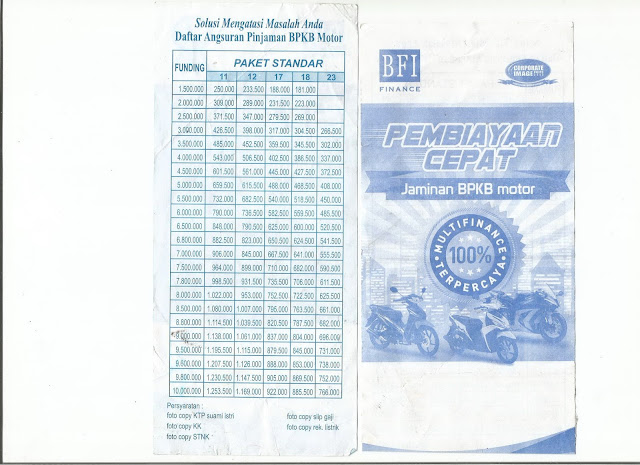 Solusi Mengatasi Masalah Anda
Daftar Angsuran Pinjaman BPKB Motor
FUNDING PAKET STANDAR
11 12 17 18 23
1.500.000 250.000 233.500 188.000 181.000
2.000.000 309.000 289.000 231.500 223.000
2.500.000 371.500 347.000 279.500 269.000
3.000.000 426.500 398.000 317.000 304.500 266.500
3.500.000 485.000 452.500 359.500 345.500 302.000
4.000.000 543.000 506.500 402.500 386.500 337.000
4.500.000 601.500 561.000 445.000 427.500 372.500
5.000.000 659.500 615.500 488.000 468.500 408.000
5.500.000 732.000 682.500 540.000 518.500 450.000
6.000.000 790.000 736.500 582.500 559.500 485.500
6.500.000 848.000 790.500 625.000 600.000 520.500
6.800.000 882.500 823.000 650.500 624.500 541.500
7.000.000 906.000 845.000 667.500 641.000 555.500
7.500.000 964.000 899.000 710.000 682.000 590.500
7.800.000 998.500 931.500 735.500 706.000 611.500
8.000.000 1.022.000 953.000 752.500 722.500 625.500
8.500.000 1.080.000 1.007.500 795.000 763.500 661.000
8.800.000 1.114.500 1.039.500 820.500 787.500 682.000
9.000.000 1.138.000 1.061.000 837.000 804.000 696.000
9.500.000 1.195.500 1.115.000 879.500 845.000 731.000
9.600.000 1.207.500 1.126.000 888.000 853.000 738.000
9.800.000 1.230.500 1.147.500 905.000 869.500 752.000
10.000.000 1.253.500 1.169.000 922.000 885.500 766.000
Persyaratan :
foto copy KTP suami istri
foto copy KK
foto copy STNK
foto copy slip gaji
foto copy rek. listrik
BFI
FINANCE
CORPORATE
IMAGE
PEMBIAYAAN
CEPAT
Jaminan BPKB motor
MULTIFINANCE
100%
TERPERCAYA